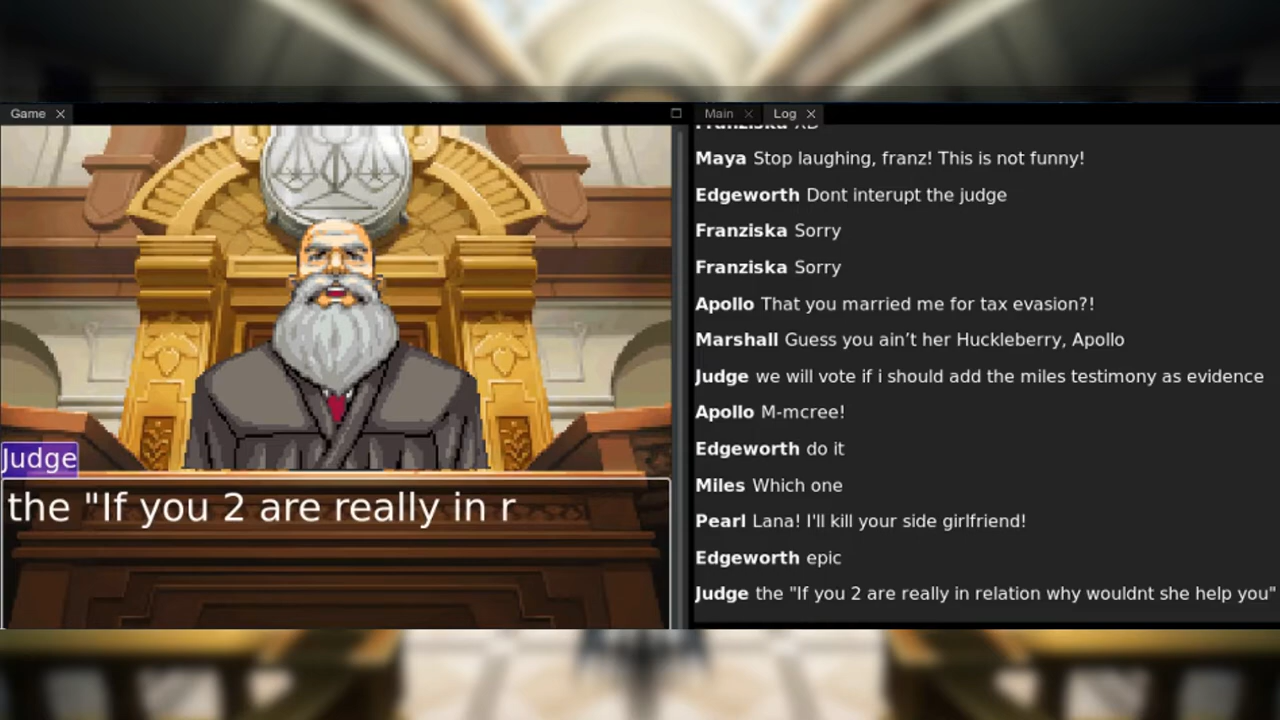 Game
Main
Log
Franziska XD
Maya Stop laughing, franz! This is not funny!
Edgeworth Dont interupt the judge
Franziska Sorry
Franziska Sorry
Apollo That you married me for tax evasion?!
Marshall Guess you ain’t her Huckleberry, Apollo
Judge we will vote if i should add the miles testimony as evidence
Apollo M-mcree!
Edgeworth do it
Miles Which one
Pearl Lana! I'll kill your side girlfriend!
Edgeworth epic
Judge the "If you 2 are really in relation why wouldnt she help you"
Judge
the "If you 2 are really in r